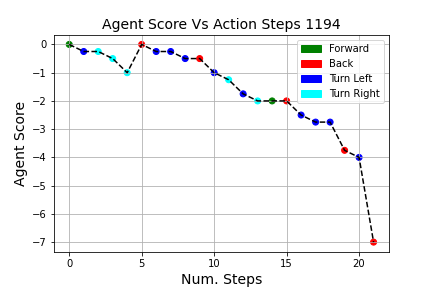 Agent Score Vs Action Steps 1194
Agent Score
0
−1
−2
−3
−4
−5
−6
−7
Forward
Back
Turn Left
Turn Right
0 5 10 15 20
Num. Steps